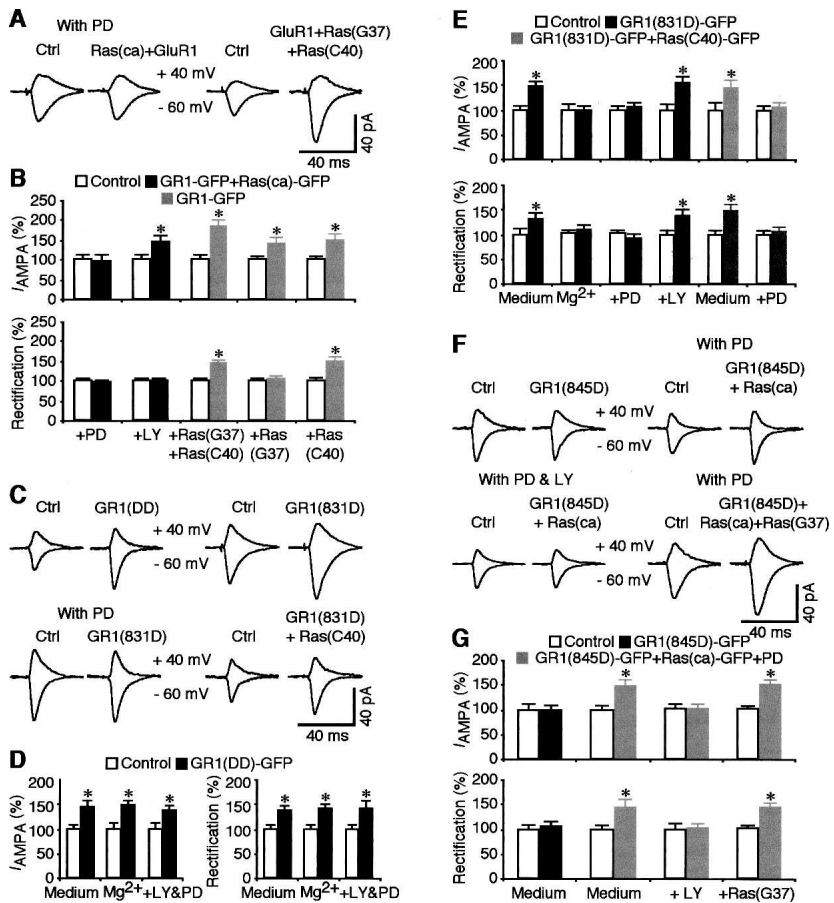 A
With PD
Ctrl Ras(ca)+GluR1 Ctrl GluR1+Ras(G37)
+Ras(C40)
+ 40 mV
- 60 mV
40 ms
40 pA
B
Control GR1-GFP+Ras(ca)-GFP
GR1-GFP
IAMPA (%)
250
200
150
100
50
0
* * * *
Rectification (%)
200
150
100
50
0
* *
+PD +LY +Ras(G37) +Ras +Ras
+Ras(C40) (G37) (C40)
C
Ctrl GR1(DD) Ctrl GR1(831D)
+ 40 mV
- 60 mV
With PD
Ctrl GR1(831D) Ctrl GR1(831D)
+ Ras(C40)
+ 40 mV
- 60 mV
40 ms
40 pA
D
Control GR1(DD)-GFP
IAMPA (%)
200
150
100
50
0
* * *
Medium Mg2+ +LY&PD
Rectification (%)
200
150
100
50
0
* * *
Medium Mg2+ +LY&PD
E
Control GR1(831D)-GFP
GR1(831D)-GFP+Ras(C40)-GFP
IAMPA (%)
200
150
100
50
0
* * *
Rectification (%)
200
150
100
50
0
* * *
Medium Mg2+ +PD +LY Medium +PD
F
With PD
Ctrl GR1(845D) Ctrl GR1(845D)
+ Ras(ca)
+ 40 mV
- 60 mV
With PD & LY With PD
Ctrl GR1(845D) Ctrl GR1(845D)+
+ Ras(ca) Ras(ca)+Ras(G37)
+ 40 mV
- 60 mV
40 ms
40 pA
G
Control GR1(845D)-GFP
GR1(845D)-GFP+Ras(ca)-GFP+PD
IAMPA (%)
200
150
100
50
0
* *
Rectification (%)
200
150
100
50
0
* *
Medium Medium + LY +Ras(G37)